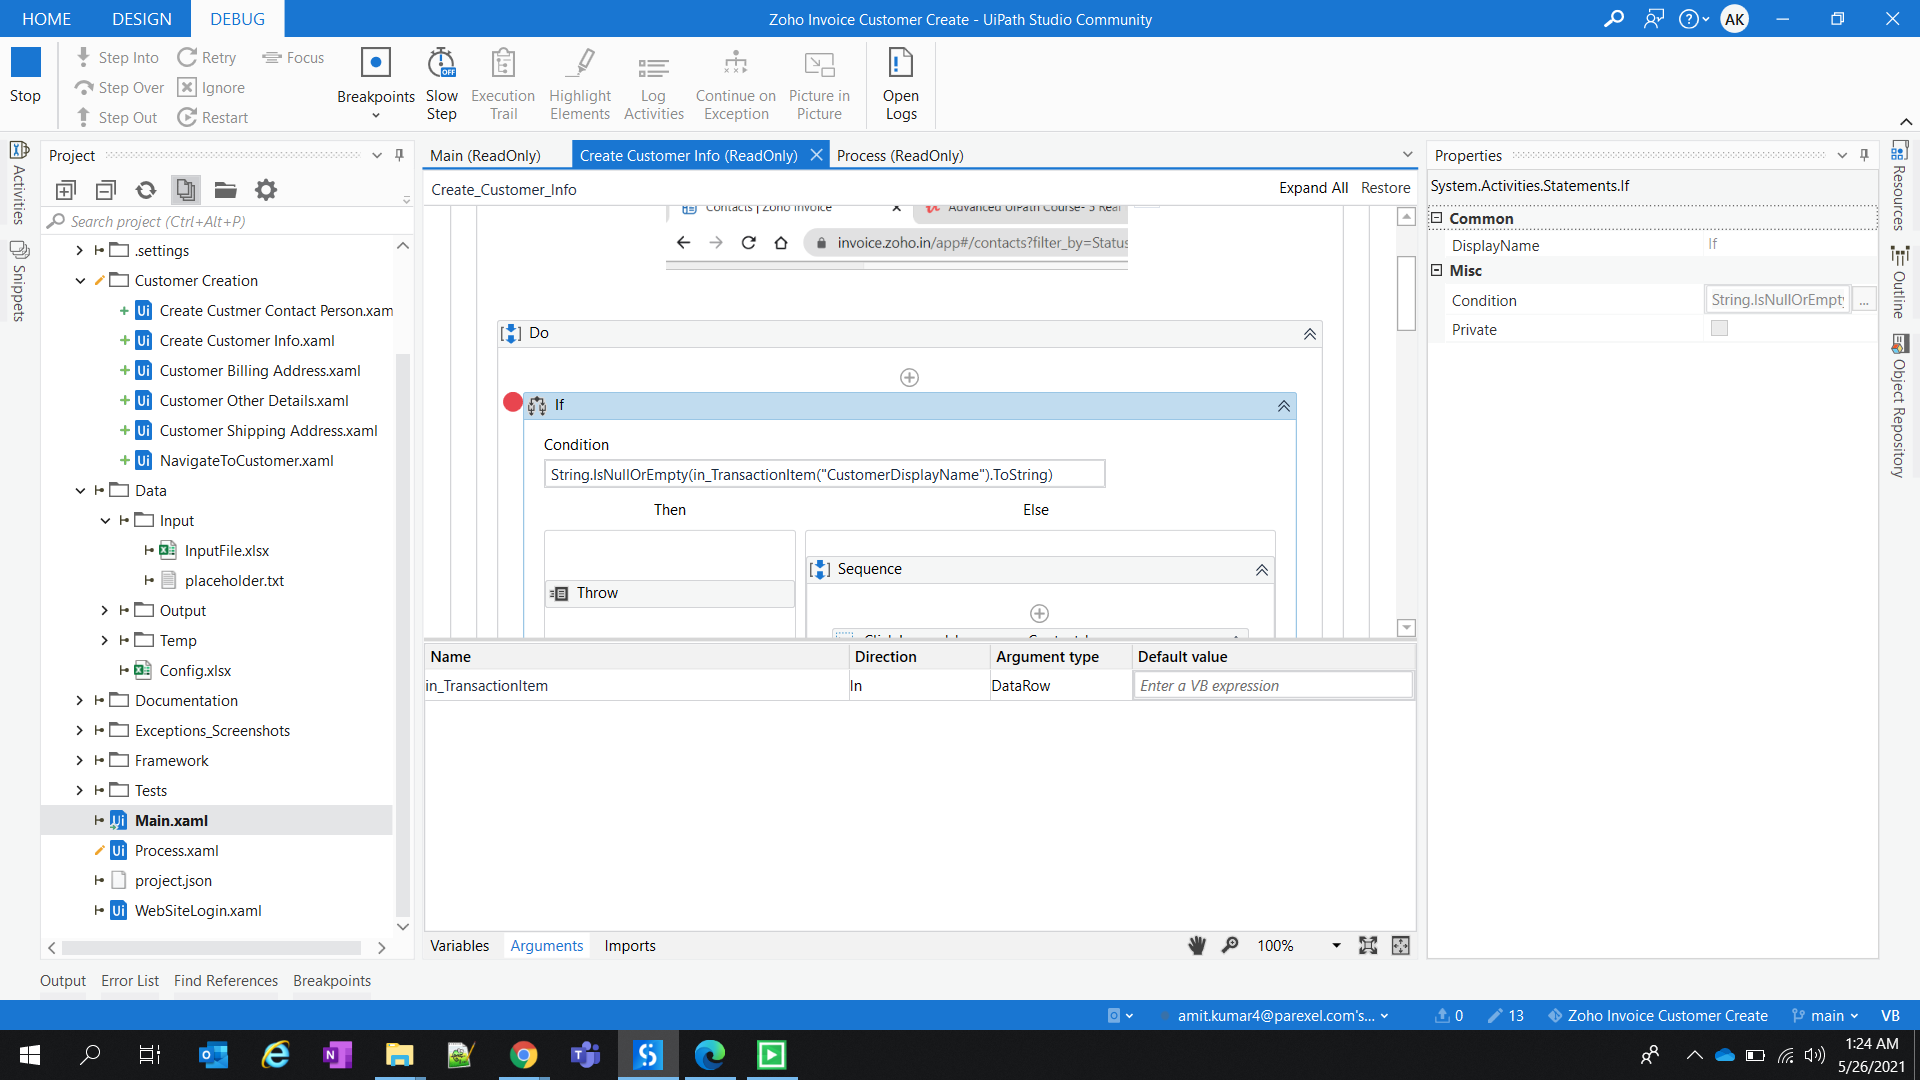 HOME DESIGN DEBUG
Zoho Invoice Customer Create - UiPath Studio Community
AK
Stop
Step Into
Step Over
Step Out
Retry
Ignore
Restart
Focus
Breakpoints
Slow
Step
OFF
Execution
Trail
Highlight
Elements
Log
Activities
Continue on
Exception
Picture in
Picture
Open
Logs
Activities
Snippets
Project
Search project (Ctrl+Alt+P)
.settings
Customer Creation
Create Custmer Contact Person.xam
Create Customer Info.xaml
Customer Billing Address.xaml
Customer Other Details.xaml
Customer Shipping Address.xaml
NavigateToCustomer.xaml
Data
Input
InputFile.xlsx
placeholder.txt
Output
Temp
Config.xlsx
Documentation
Exceptions_Screenshots
Framework
Tests
Main.xaml
Process.xaml
project.json
WebSiteLogin.xaml
Main (ReadOnly)
Create Customer Info (ReadOnly)
Process (ReadOnly)
Create_Customer_Info
Expand All Restore
Contacts | Zoho Invoice
Advanced UiPath Course- 5 Real
invoice.zoho.in/app#/contacts?filter_by=Status
Do
If
Condition
String.IsNullOrEmpty(in_TransactionItem("CustomerDisplayName").ToString)
Then Else
Throw
Sequence
Name Direction Argument type Default value
in_TransactionItem In DataRow Enter a VB expression
Variables Arguments Imports
100%
Properties
System.Activities.Statements.If
Common
DisplayName If
Misc
Condition String.IsNullOrEmpty ...
Private
Resources
Outline
Object Repository
Output Error List Find References Breakpoints
amit.kumar4@parexel.com's...
0
13
Zoho Invoice Customer Create
main
VB
1:24 AM
5/26/2021